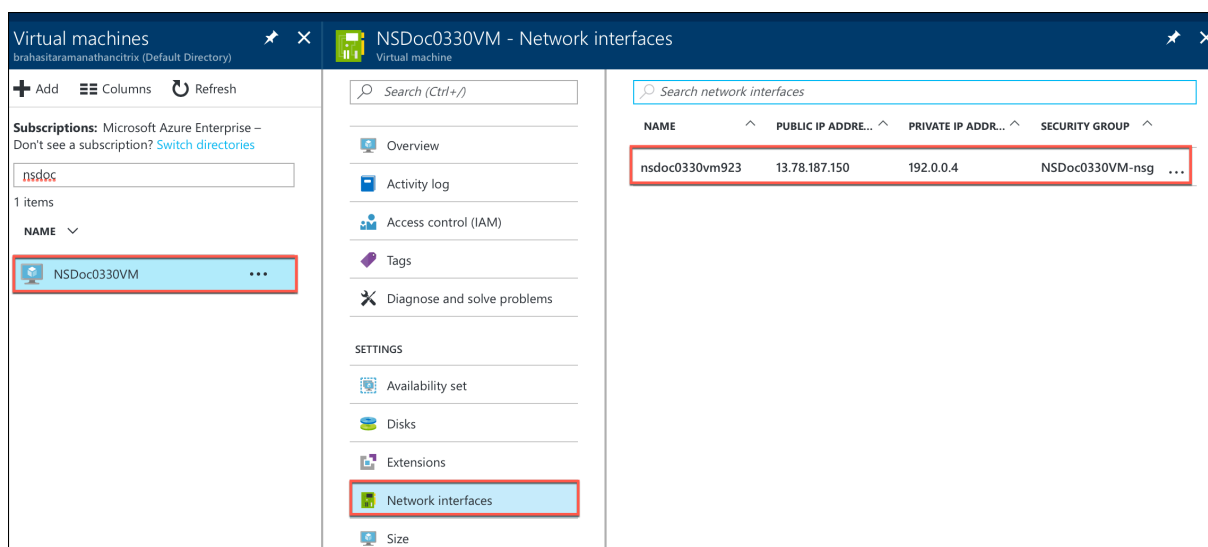 Virtual machines
brahasitaramanathancitrix (Default Directory)
Add Columns Refresh
Subscriptions: Microsoft Azure Enterprise –
Don't see a subscription? Switch directories
nsdoc
1 items
NAME
NSDoc0330VM
NSDoc0330VM - Network interfaces
Virtual machine
Search (Ctrl+/)
Overview
Activity log
Access control (IAM)
Tags
Diagnose and solve problems
SETTINGS
Availability set
Disks
Extensions
Network interfaces
Size
Search network interfaces
NAME PUBLIC IP ADDRE... PRIVATE IP ADDR... SECURITY GROUP
nsdoc0330vm923 13.78.187.150 192.0.0.4 NSDoc0330VM-nsg ...